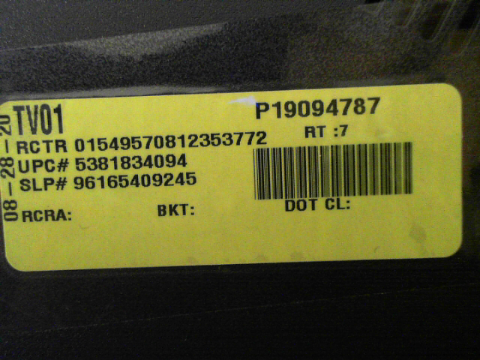 TV01
P19094787
RCTR 01549570812353772
RT :7
UPC# 5381834094
SLP# 96165409245
RCRA:
BKT:
DOT CL:
08-28-20